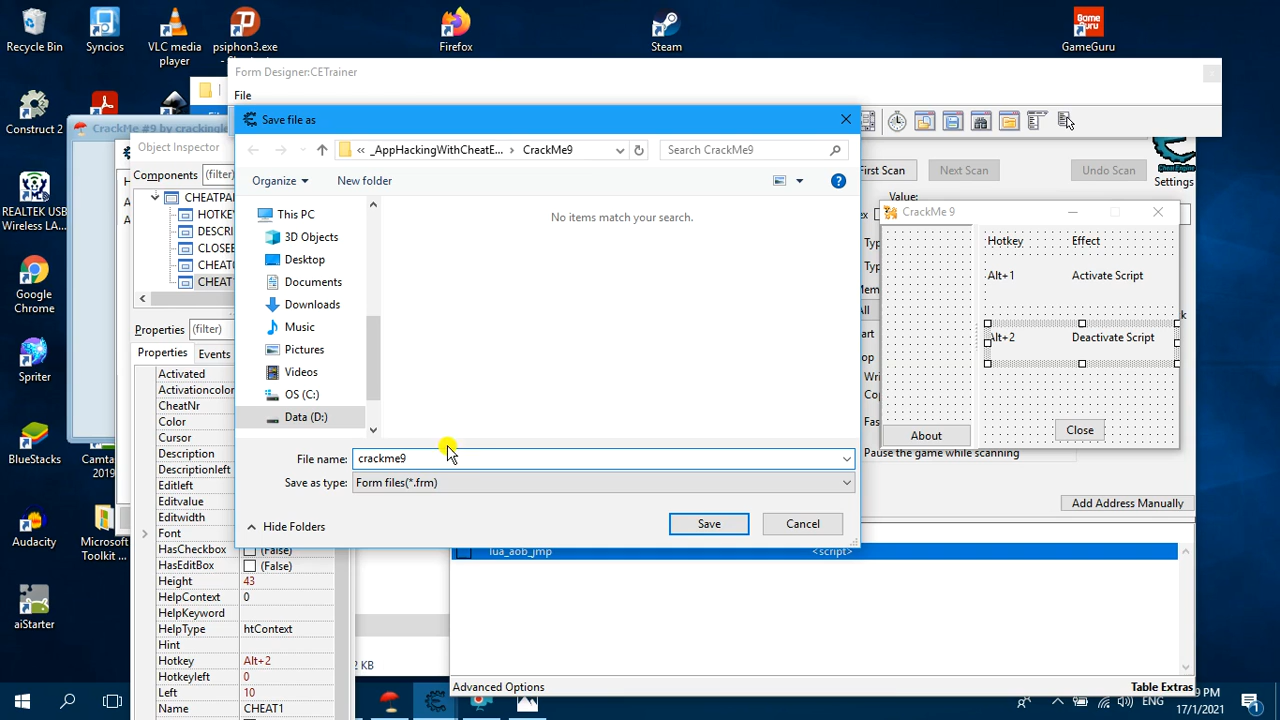 Recycle Bin
Syncios
VLC media player
psiphon3.exe -
Firefox
Steam
GameGuru
Construct 2
REALTEK USB Wireless LA...
Google Chrome
Spriter
BlueStacks
Camta
2019
Audacity
Microsoft Toolkit ...
aiStarter
Form Designer:CETrainer
File
CrackMe #9 by crackingle
Object Inspector
Components
(filter)
CHEATPA
HOTKE
DESCRI
CLOSEE
CHEAT
Properties
(filter)
Properties
Events
Activated
Activationcolor
CheatNr
Color
Cursor
Description
Descriptionleft
Editleft
Editvalue
Editwidth
Font
HasCheckbox
(False)
HasEditBox
(False)
Height
43
HelpContext
0
HelpKeyword
HelpType
htContext
Hint
Hotkey
Alt+2
Hotkeyleft
0
Left
10
Name
CHEAT1
Save file as
« _AppHackingWithCheatE... › CrackMe9
Search CrackMe9
Organize
New folder
This PC
3D Objects
Desktop
Documents
Downloads
Music
Pictures
Videos
OS (C:)
Data (D:)
No items match your search.
File name:
crackme9
Save as type:
Form files(*.frm)
Hide Folders
Save
Cancel
First Scan
Next Scan
Undo Scan
Settings
Value:
CrackMe 9
Hotkey
Effect
Alt+1
Activate Script
Alt+2
Deactivate Script
About
Close
Pause the game while scanning
Add Address Manually
lua_aob_jmp
<script>
2 KB
Advanced Options
Table Extras
9 PM
ENG
17/1/2021
1